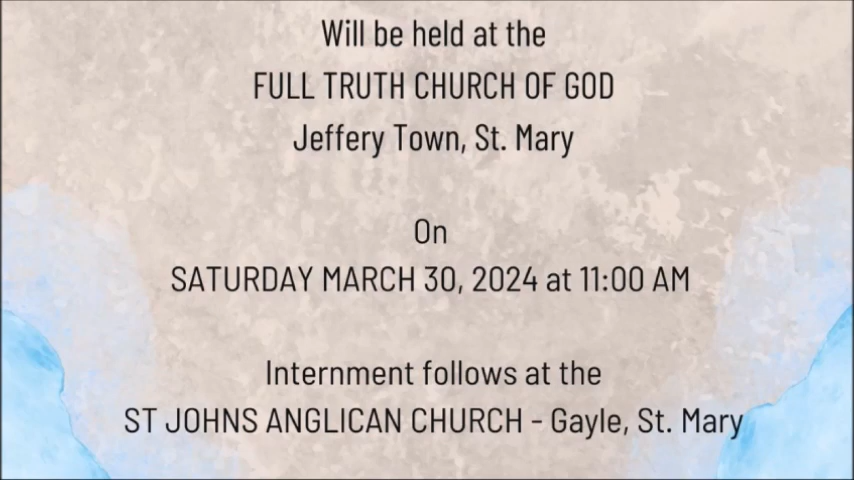 Will be held at the
FULL TRUTH CHURCH OF GOD
Jeffery Town, St. Mary
On
SATURDAY MARCH 30, 2024 at 11:00 AM
Internment follows at the
ST JOHNS ANGLICAN CHURCH - Gayle, St. Mary